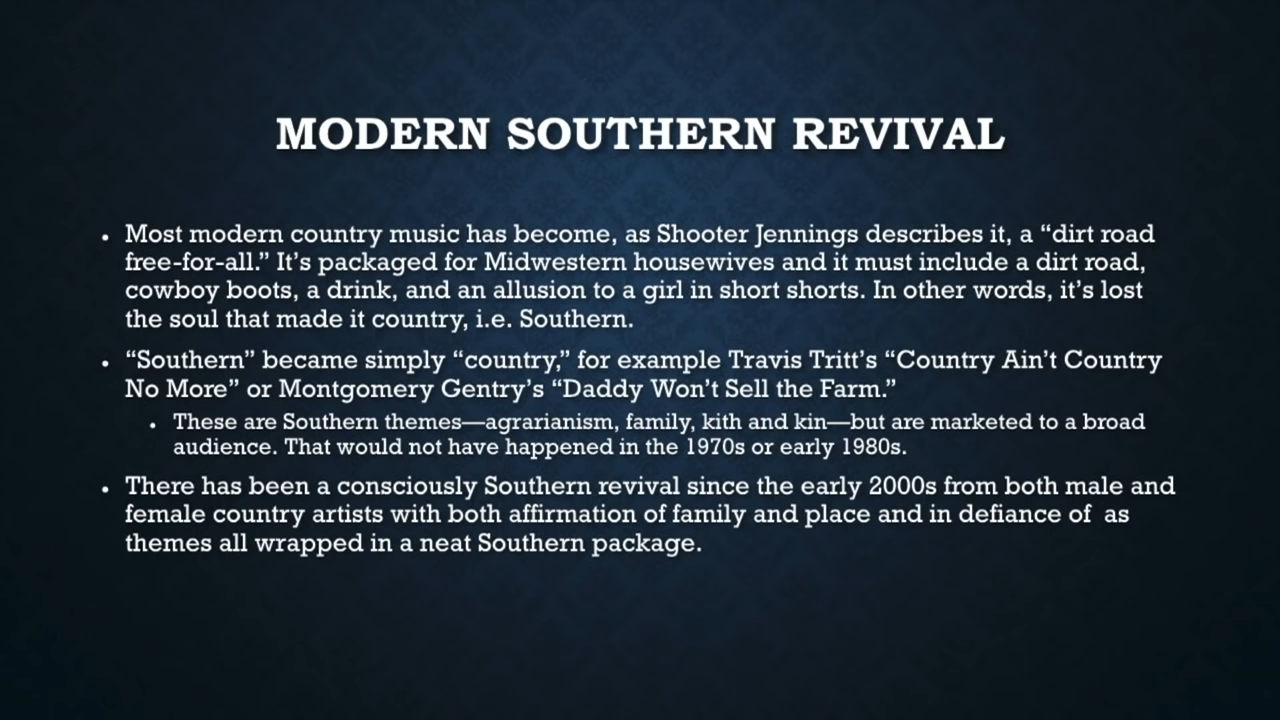 MODERN SOUTHERN REVIVAL
• Most modern country music has become, as Shooter Jennings describes it, a “dirt road
free-for-all.” It’s packaged for Midwestern housewives and it must include a dirt road,
cowboy boots, a drink, and an allusion to a girl in short shorts. In other words, it’s lost
the soul that made it country, i.e. Southern.
• “Southern” became simply “country,” for example Travis Tritt’s “Country Ain’t Country
No More” or Montgomery Gentry’s “Daddy Won’t Sell the Farm.”
• These are Southern themes—agrarianism, family, kith and kin—but are marketed to a broad
audience. That would not have happened in the 1970s or early 1980s.
• There has been a consciously Southern revival since the early 2000s from both male and
female country artists with both affirmation of family and place and in defiance of  as
themes all wrapped in a neat Southern package.